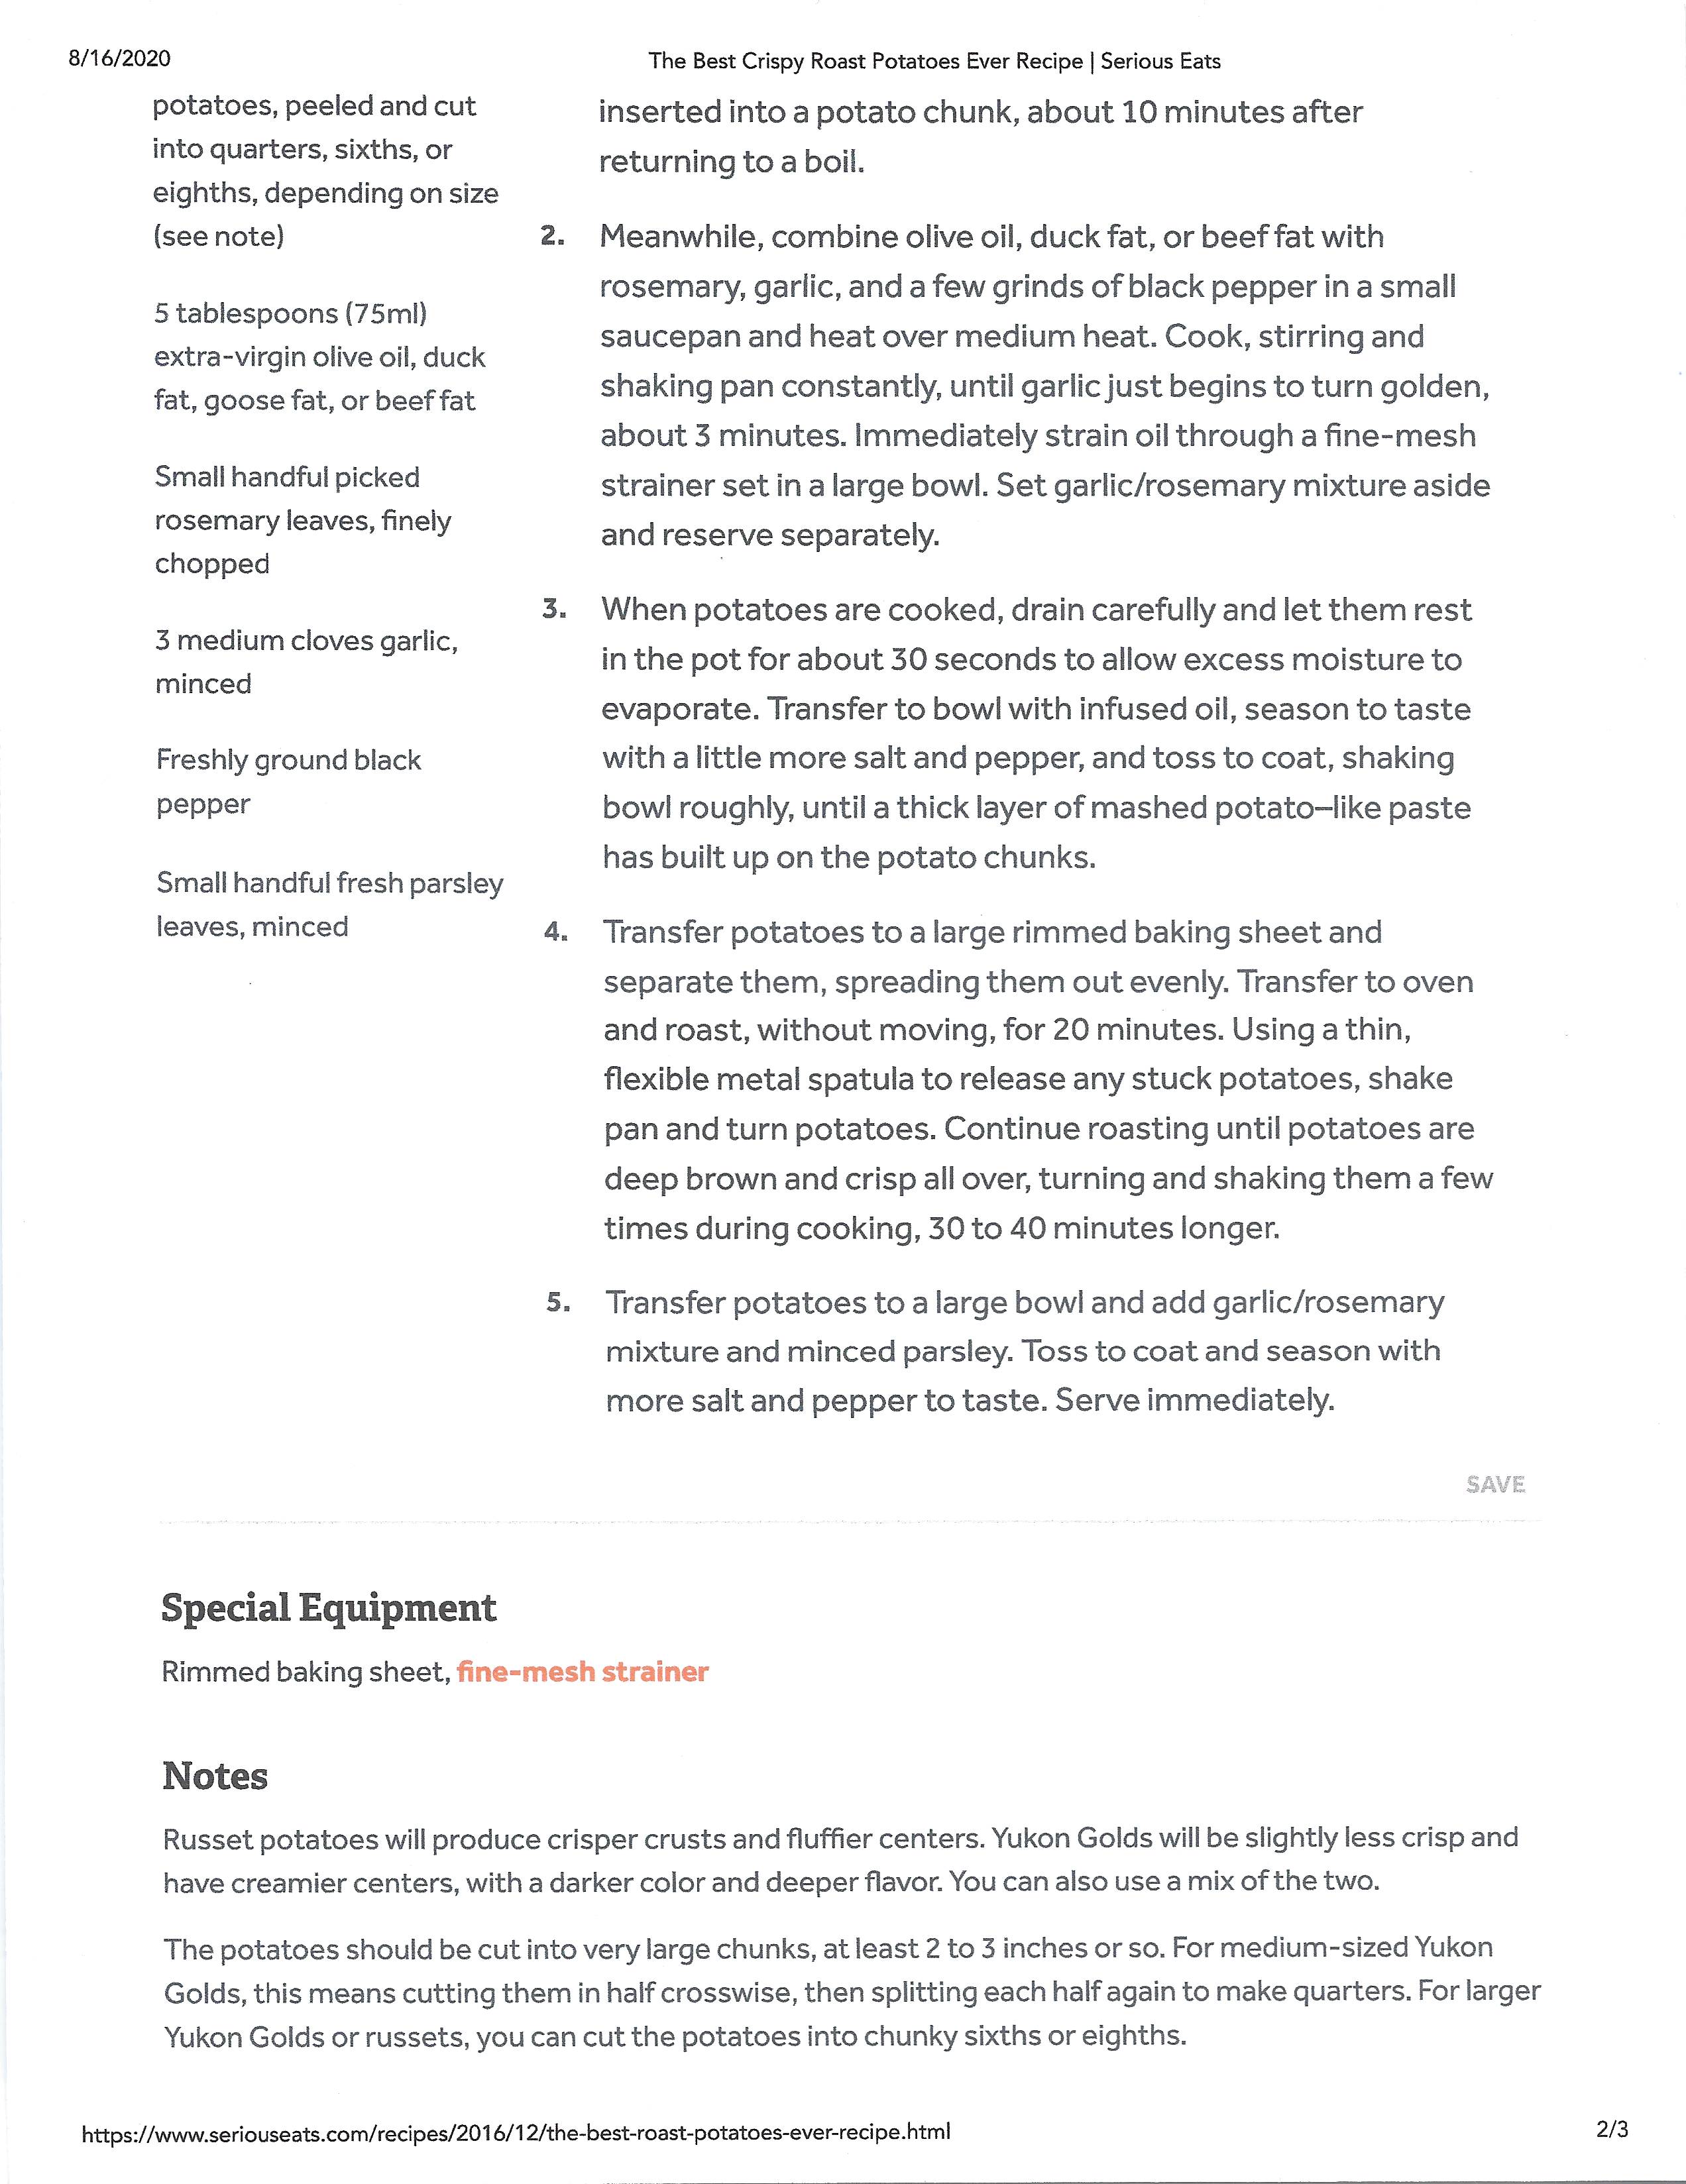 8/16/2020
The Best Crispy Roast Potatoes Ever Recipe | Serious Eats
potatoes, peeled and cut
into quarters, sixths, or
eighths, depending on size
(see note)
5 tablespoons (75ml)
extra-virgin olive oil, duck
fat, goose fat, or beef fat
Small handful picked
rosemary leaves, finely
chopped
3 medium cloves garlic,
minced
Freshly ground black
pepper
Small handful fresh parsley
leaves, minced
inserted into a potato chunk, about 10 minutes after
returning to a boil.
2. Meanwhile, combine olive oil, duck fat, or beef fat with
rosemary, garlic, and a few grinds of black pepper in a small
saucepan and heat over medium heat. Cook, stirring and
shaking pan constantly, until garlic just begins to turn golden,
about 3 minutes. Immediately strain oil through a fine-mesh
strainer set in a large bowl. Set garlic/rosemary mixture aside
and reserve separately.
3. When potatoes are cooked, drain carefully and let them rest
in the pot for about 30 seconds to allow excess moisture to
evaporate. Transfer to bowl with infused oil, season to taste
with a little more salt and pepper, and toss to coat, shaking
bowl roughly, until a thick layer of mashed potato–like paste
has built up on the potato chunks.
4. Transfer potatoes to a large rimmed baking sheet and
separate them, spreading them out evenly. Transfer to oven
and roast, without moving, for 20 minutes. Using a thin,
flexible metal spatula to release any stuck potatoes, shake
pan and turn potatoes. Continue roasting until potatoes are
deep brown and crisp all over, turning and shaking them a few
times during cooking, 30 to 40 minutes longer.
5. Transfer potatoes to a large bowl and add garlic/rosemary
mixture and minced parsley. Toss to coat and season with
more salt and pepper to taste. Serve immediately.
SAVE
Special Equipment
Rimmed baking sheet, fine-mesh strainer
Notes
Russet potatoes will produce crisper crusts and fluffier centers. Yukon Golds will be slightly less crisp and
have creamier centers, with a darker color and deeper flavor. You can also use a mix of the two.
The potatoes should be cut into very large chunks, at least 2 to 3 inches or so. For medium-sized Yukon
Golds, this means cutting them in half crosswise, then splitting each half again to make quarters. For larger
Yukon Golds or russets, you can cut the potatoes into chunky sixths or eighths.
https://www.seriouseats.com/recipes/2016/12/the-best-roast-potatoes-ever-recipe.html
2/3